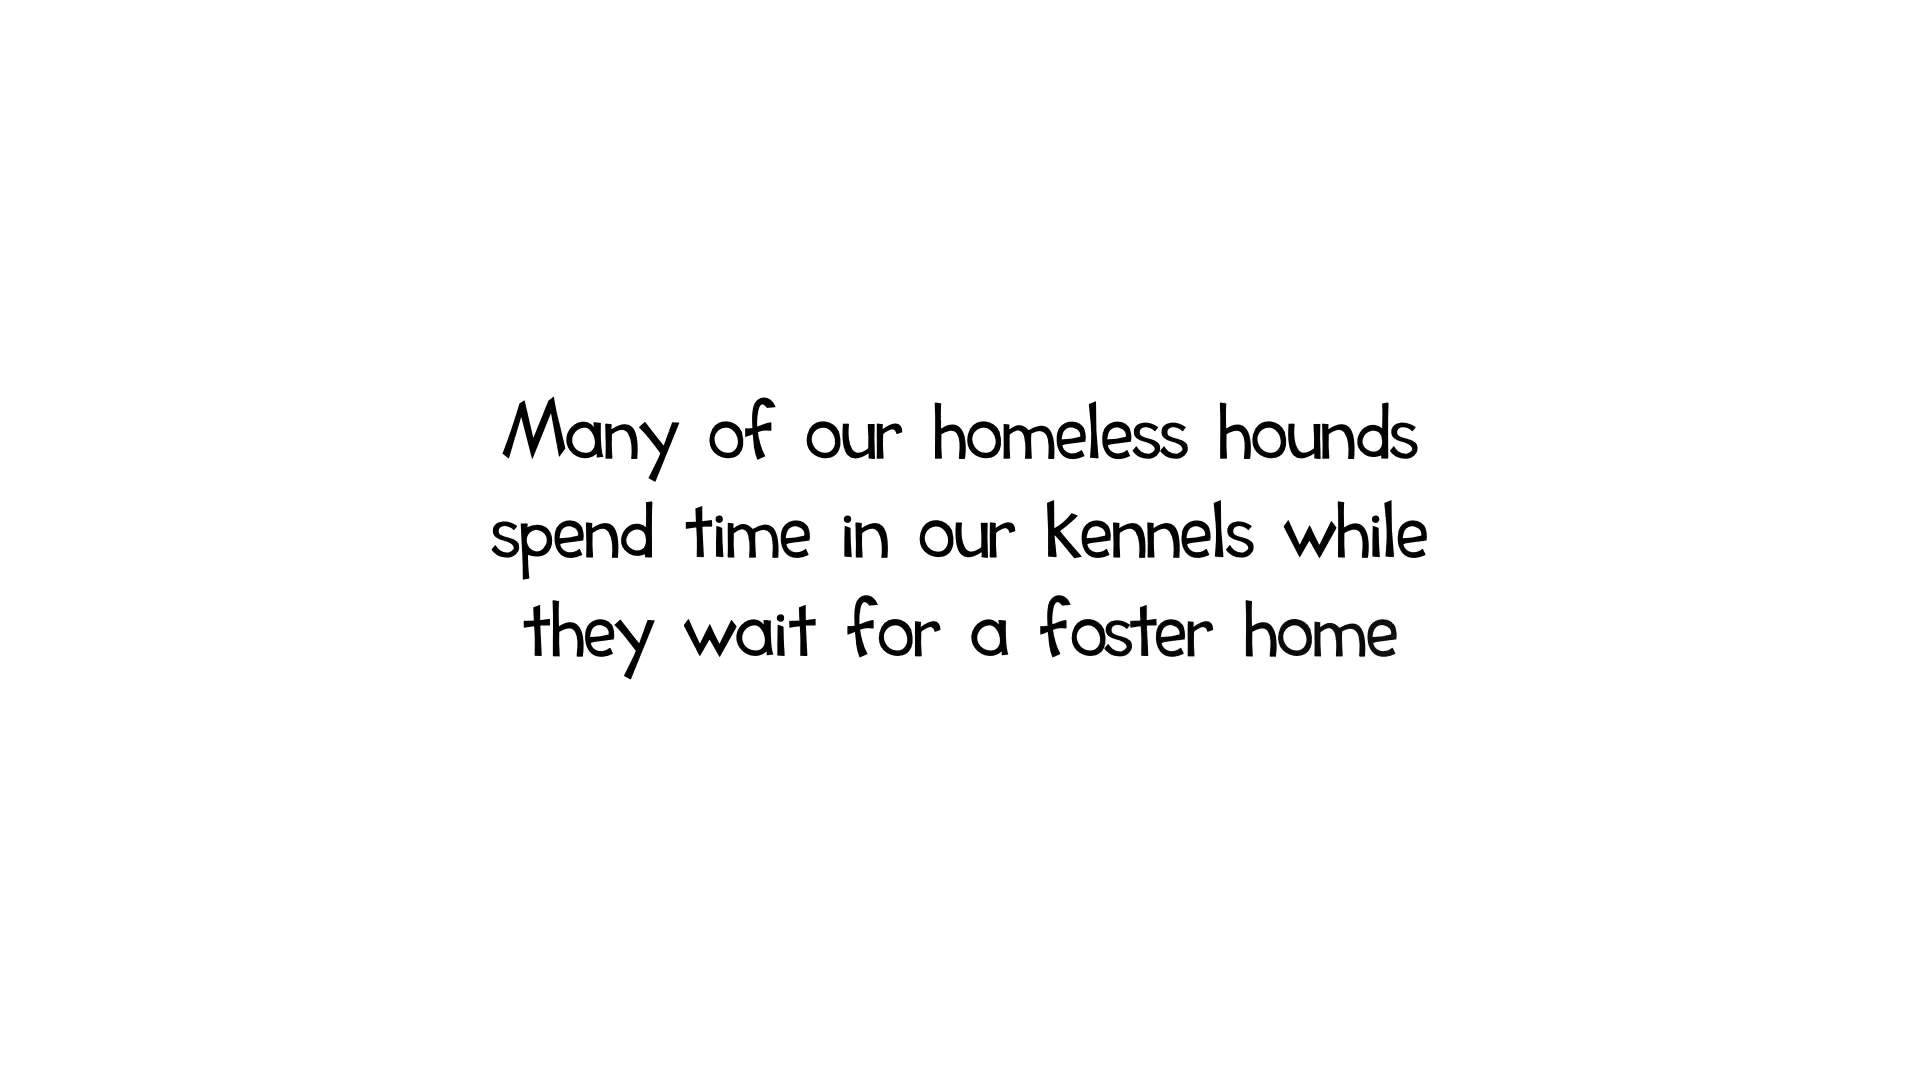 Many of our homeless hounds
spend time in our kennels while
they wait for a foster home